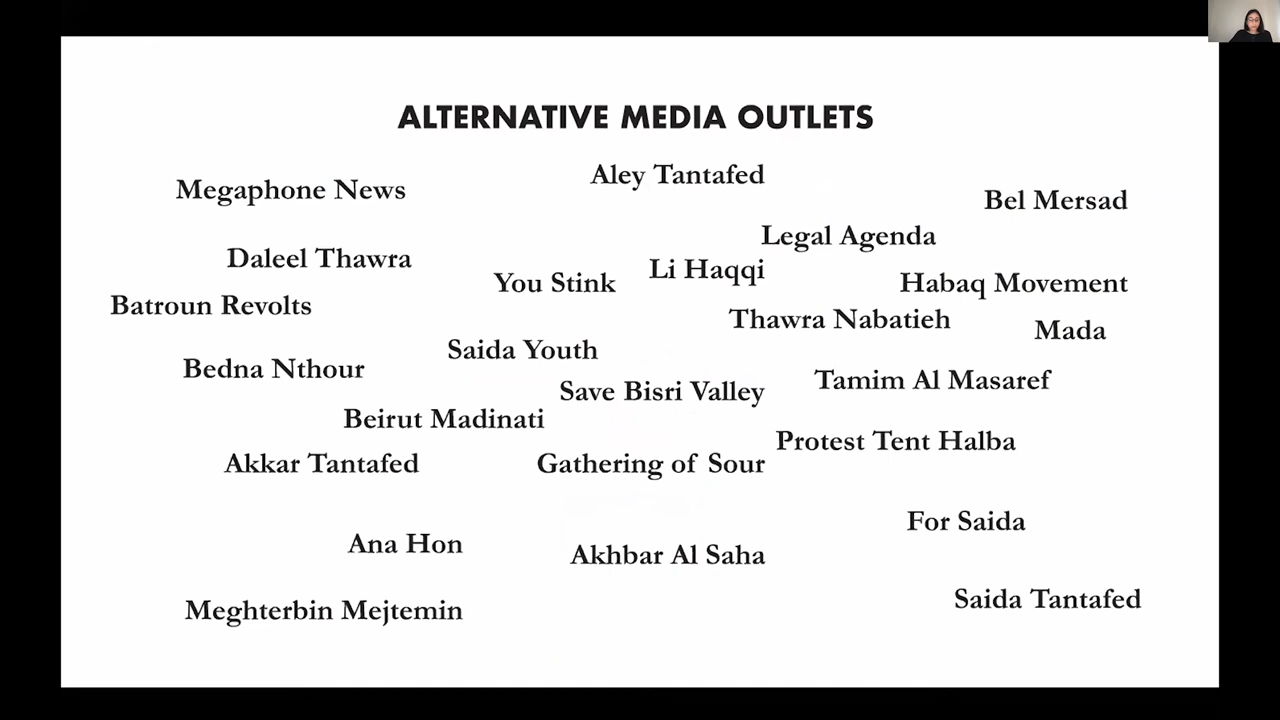 ALTERNATIVE MEDIA OUTLETS
Aley Tantafed
Megaphone News
Bel Mersad
Legal Agenda
Daleel Thawra
Li Haqqi
You Stink
Habaq Movement
Batroun Revolts
Thawra Nabatieh
Mada
Saida Youth
Bedna Nthour
Tamim Al Masaref
Save Bisri Valley
Beirut Madinati
Protest Tent Halba
Akkar Tantafed
Gathering of Sour
For Saida
Ana Hon
Akhbar Al Saha
Saida Tantafed
Meghterbin Mejtemin